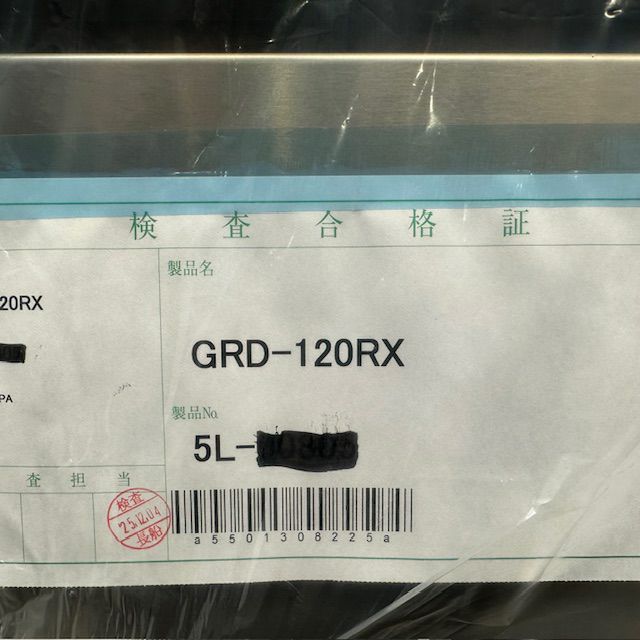 検査合格証
20RX
PA
査担当
製品名
GRD-120RX
製品No.
5L-
検査
'25.12.04
長船
a5501306225a